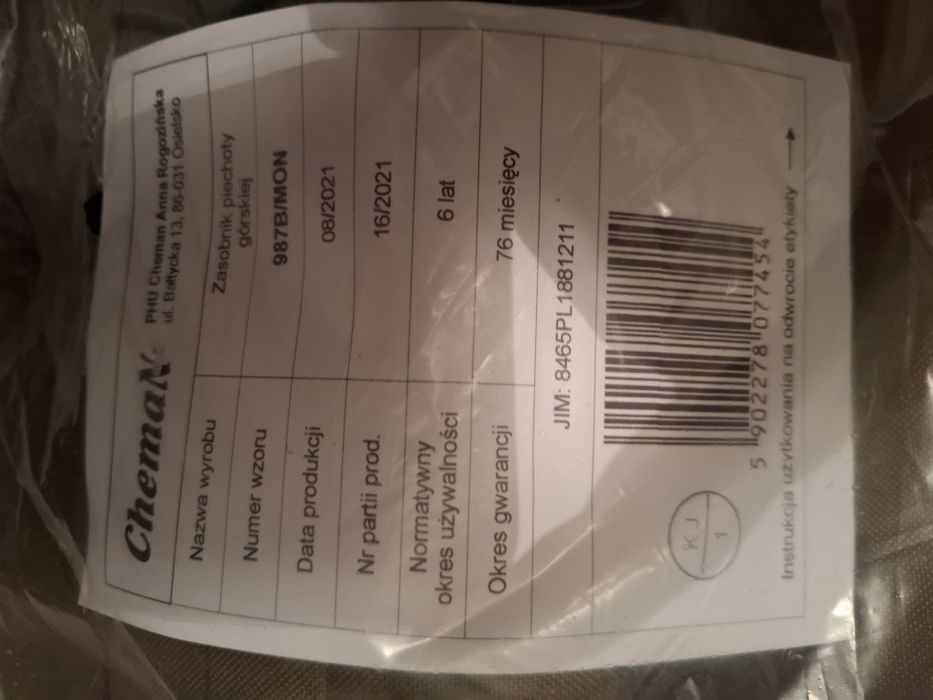 ChemaN
PHU Cheman Anna Rogozińska
ul. Bałtycka 13, 86-031 Osielsko
Nazwa wyrobu Zasobnik piechoty
górskiej
Numer wzoru 987B/MON
Data produkcji 08/2021
Nr partii prod. 16/2021
Normatywny
okres używalności 6 lat
Okres gwarancji 76 miesięcy
JIM: 8465PL1881211
5 902278 077454
KJ
1
Instrukcja użytkowania na odwrocie etykiety